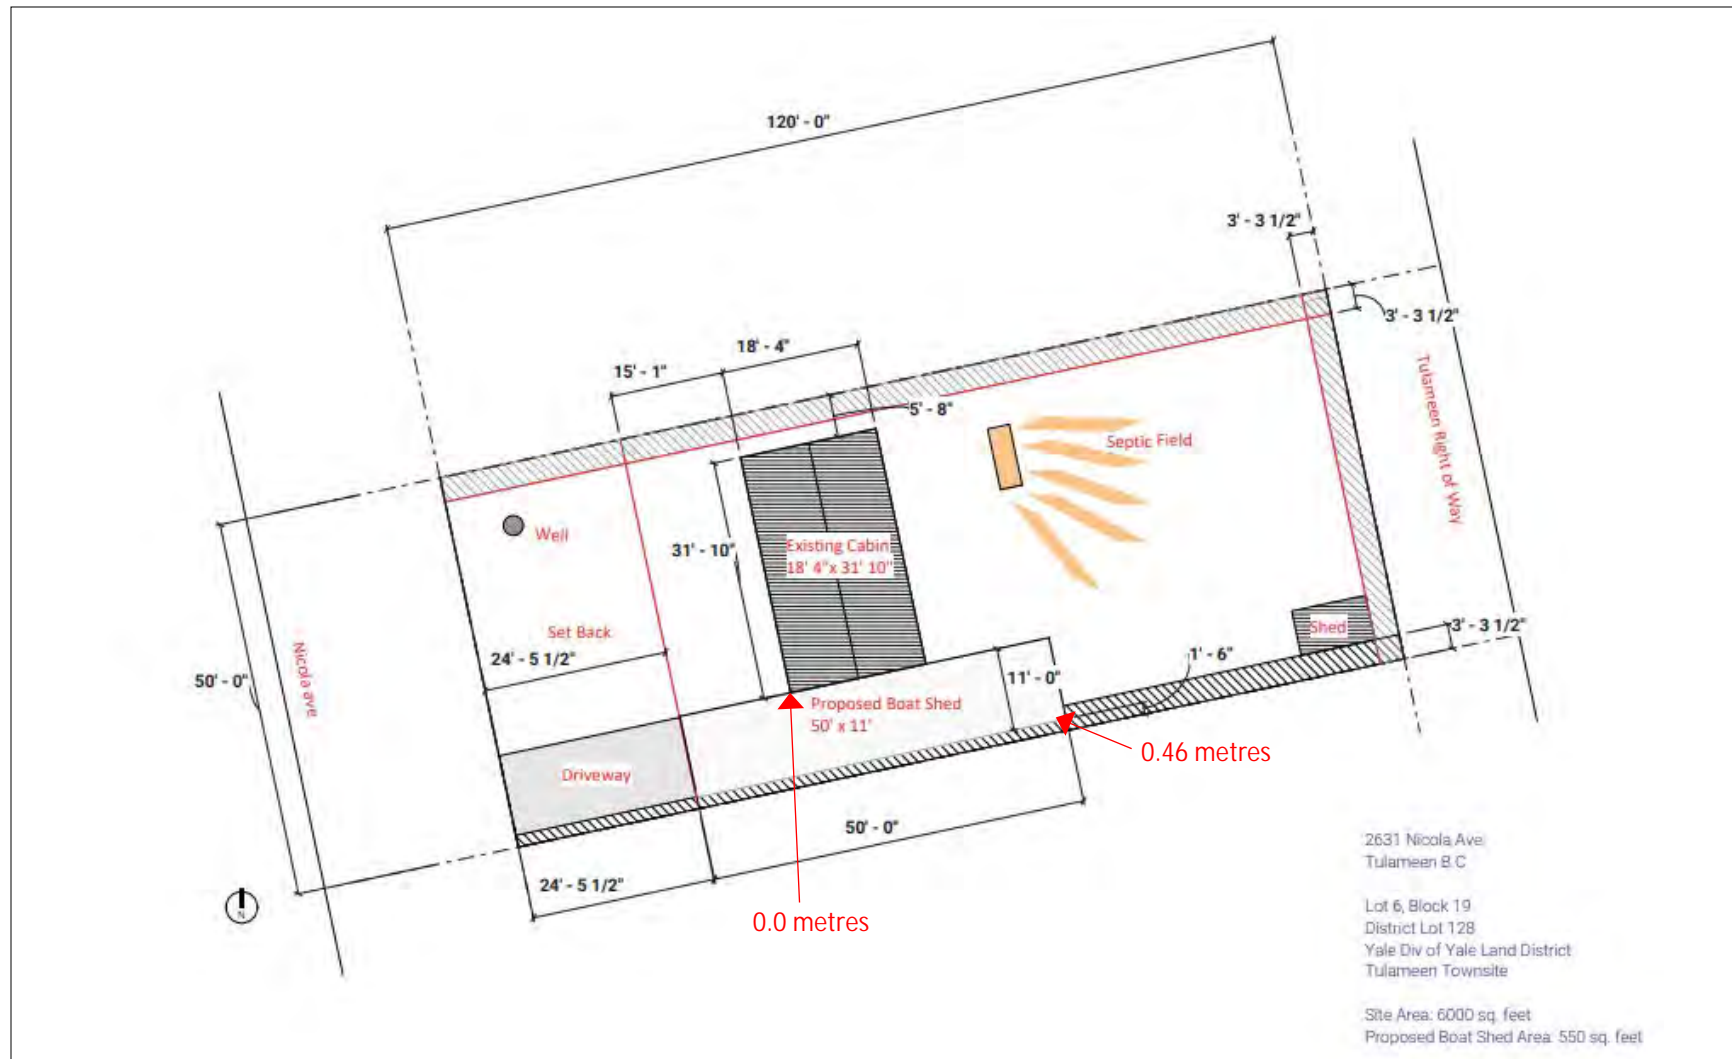 120' - 0"
3' - 3 1/2"
3' - 3 1/2"
18' - 4"
15' - 1"
5' - 8"
Tulameen Right of Way
Septic Field
Well
31' - 10"
Existing Cabin
18' 4"x 31' 10"
Set Back
24' - 5 1/2"
Nicola ave
50' - 0"
Shed
3' - 3 1/2"
1' - 6"
11' - 0"
Proposed Boat Shed
50' x 11'
0.46 metres
Driveway
50' - 0"
24' - 5 1/2"
0.0 metres
N
2631 Nicola Ave
Tulameen B.C
Lot 6, Block 19
District Lot 128
Yale Div of Yale Land District
Tulameen Townsite
Site Area: 6000 sq. feet
Proposed Boat Shed Area: 550 sq. feet